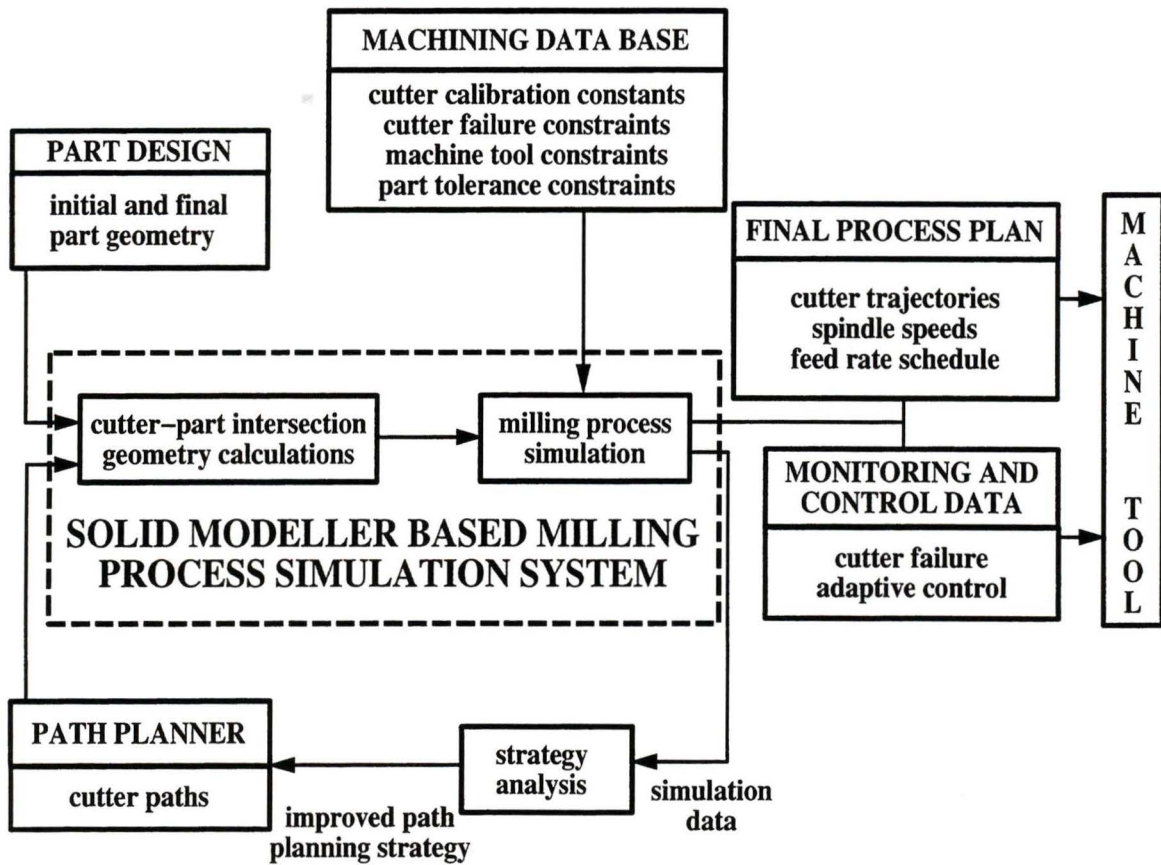 MACHINING DATA BASE
cutter calibration constants
cutter failure constraints
machine tool constraints
part tolerance constraints
PART DESIGN
initial and final
part geometry
FINAL PROCESS PLAN
cutter trajectories
spindle speeds
feed rate schedule
MACHINE TOOL
cutter–part intersection
geometry calculations
milling process
simulation
SOLID MODELLER BASED MILLING
PROCESS SIMULATION SYSTEM
MONITORING AND
CONTROL DATA
cutter failure
adaptive control
PATH PLANNER
cutter paths
improved path
planning strategy
strategy
analysis
simulation
data